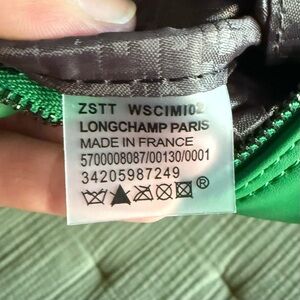 ZSTT WSCIMI02
LONGCHAMP PARIS
MADE IN FRANCE
5700008087/00130/0001
34205987249
®